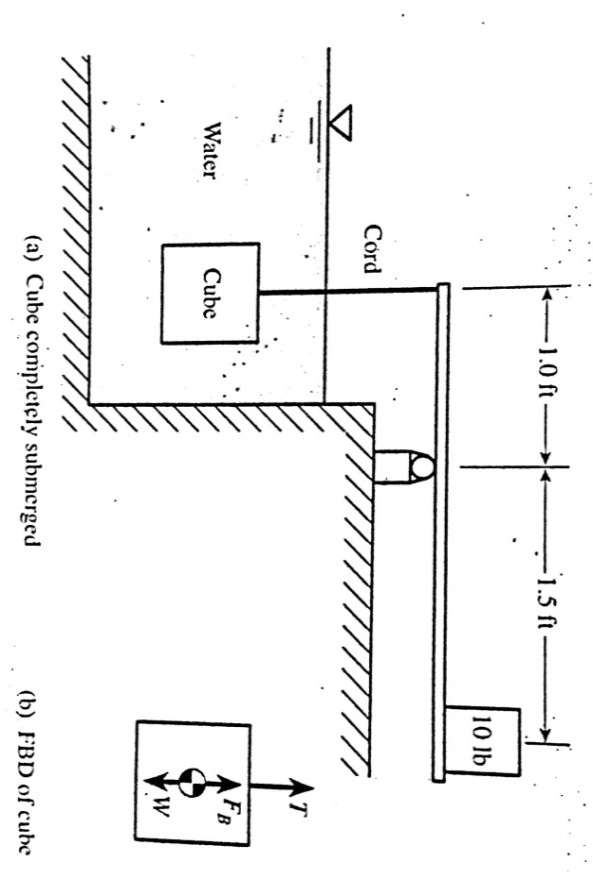 1.0 ft
1.5 ft
10 lb
Cord
Water
Cube
T
F_B
W
(a) Cube completely submerged
(b) FBD of cube